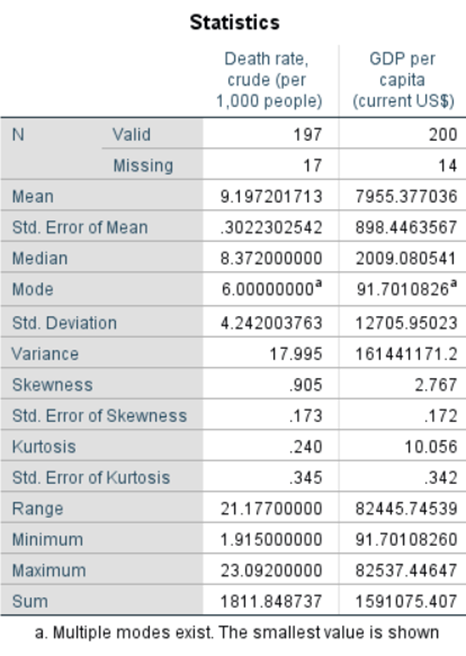 Statistics
Death rate, crude (per 1,000 people) GDP per capita (current US$)
N Valid 197 200
Missing 17 14
Mean 9.197201713 7955.377036
Std. Error of Mean .3022302542 898.4463567
Median 8.372000000 2009.080541
Mode 6.00000000a 91.7010826a
Std. Deviation 4.242003763 12705.95023
Variance 17.995 161441171.2
Skewness .905 2.767
Std. Error of Skewness .173 .172
Kurtosis .240 10.056
Std. Error of Kurtosis .345 .342
Range 21.17700000 82445.74539
Minimum 1.915000000 91.70108260
Maximum 23.09200000 82537.44647
Sum 1811.848737 1591075.407
a. Multiple modes exist. The smallest value is shown